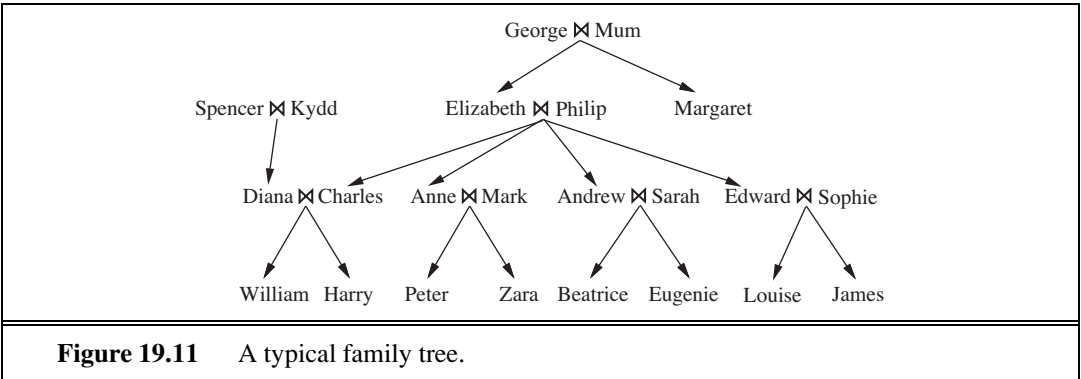 George ⋈ Mum
Spencer ⋈ Kydd Elizabeth ⋈ Philip Margaret
Diana ⋈ Charles Anne ⋈ Mark Andrew ⋈ Sarah Edward ⋈ Sophie
William Harry Peter Zara Beatrice Eugenie Louise James
Figure 19.11 A typical family tree.